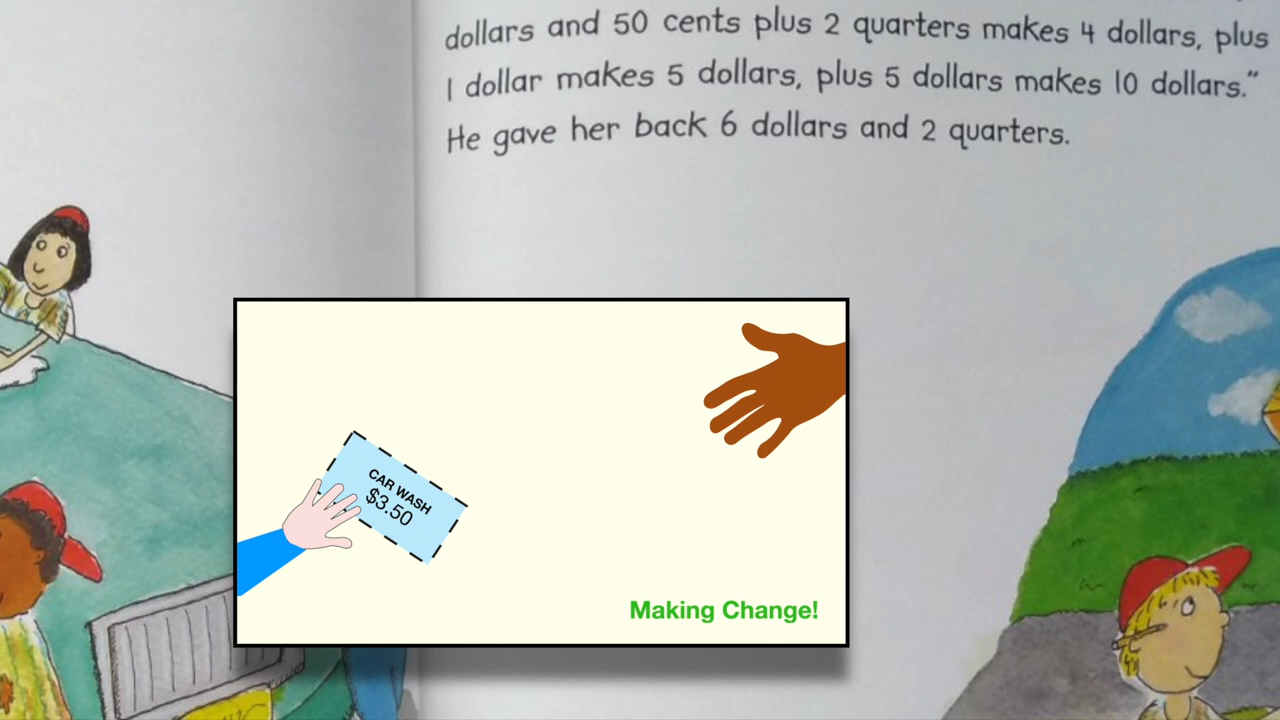 dollars and 50 cents plus 2 quarters makes 4 dollars, plus
1 dollar makes 5 dollars, plus 5 dollars makes 10 dollars.”
He gave her back 6 dollars and 2 quarters.
CAR WASH
$3.50
Making Change!